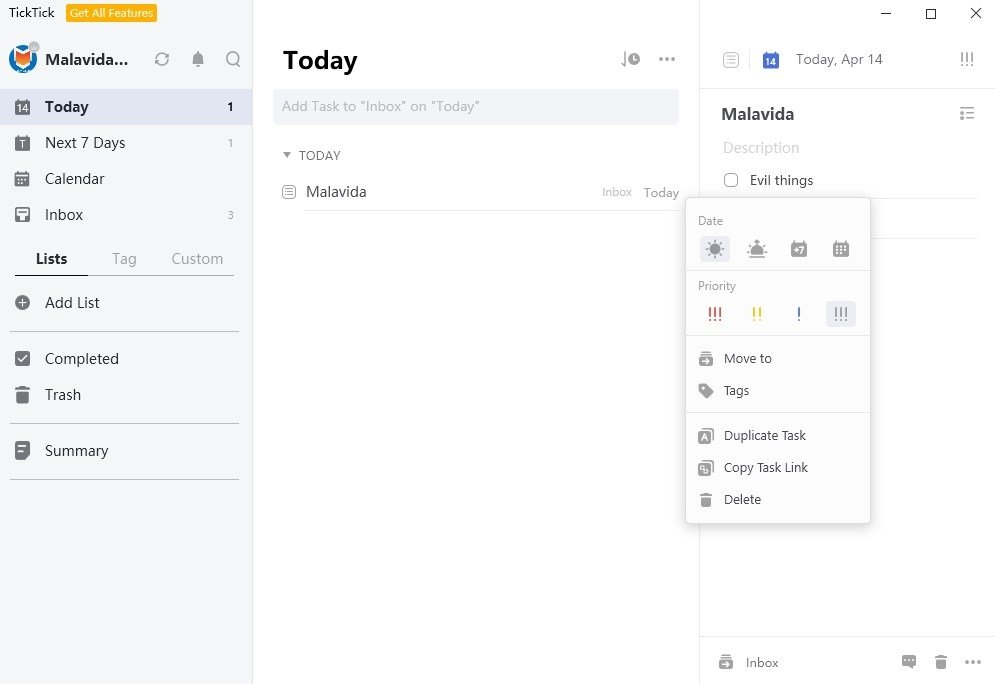 TickTick Get All Features
Malavida...
14 Today 1
T Next 7 Days 1
Calendar
Inbox 3
Lists Tag Custom
Add List
Completed
Trash
Summary
Today
Add Task to "Inbox" on "Today"
TODAY
Malavida Inbox Today
14 Today, Apr 14 !!!
Malavida
Description
Evil things
Date
+7
Priority
!!! !! ! !!!
Move to
Tags
A Duplicate Task
Copy Task Link
Delete
Inbox